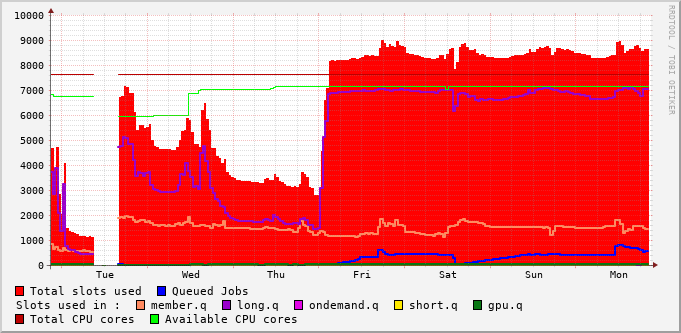 10000
9000
8000
7000
6000
5000
4000
3000
2000
1000
0
Tue Wed Thu Fri Sat Sun Mon
RRDTOOL / TOBI OETIKER
Total slots used Queued Jobs
Slots used in : member.q long.q ondemand.q short.q gpu.q
Total CPU cores Available CPU cores